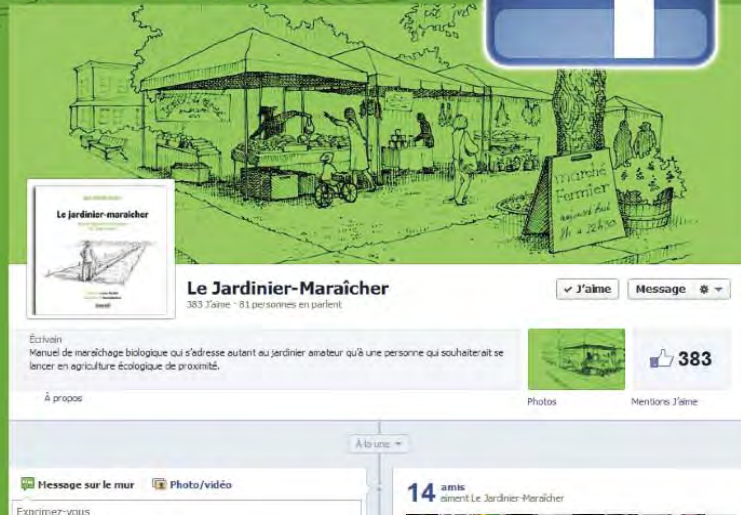 marché
Fermier
aujourd'hui
Le jardinier-maraîcher
Le Jardinier-Maraîcher
383 J'aime · 81 personnes en parlent
✓ J'aime
Message
Écrivain
Manuel de maraîchage biologique qui s'adresse autant au jardinier amateur qu'à une personne qui souhaiterait se
lancer en agriculture écologique de proximité.
À propos
383
Photos
Mentions J'aime
À la une
Message sur le mur
Photo/vidéo
Exprimez-vous
14 amis
aiment Le Jardinier-Maraîcher